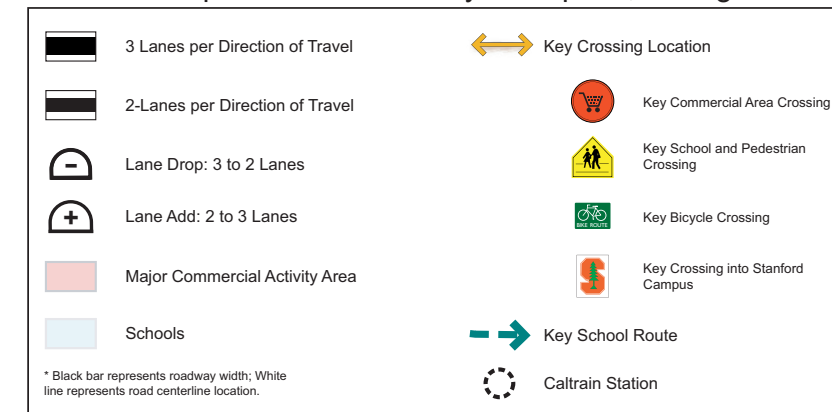 3 Lanes per Direction of Travel
2-Lanes per Direction of Travel
Lane Drop: 3 to 2 Lanes
Lane Add: 2 to 3 Lanes
Major Commercial Activity Area
Schools
* Black bar represents roadway width; White
line represents road centerline location.
Key Crossing Location
Key Commercial Area Crossing
Key School and Pedestrian
Crossing
BIKE ROUTE
Key Bicycle Crossing
S
Key Crossing into Stanford
Campus
Key School Route
Caltrain Station